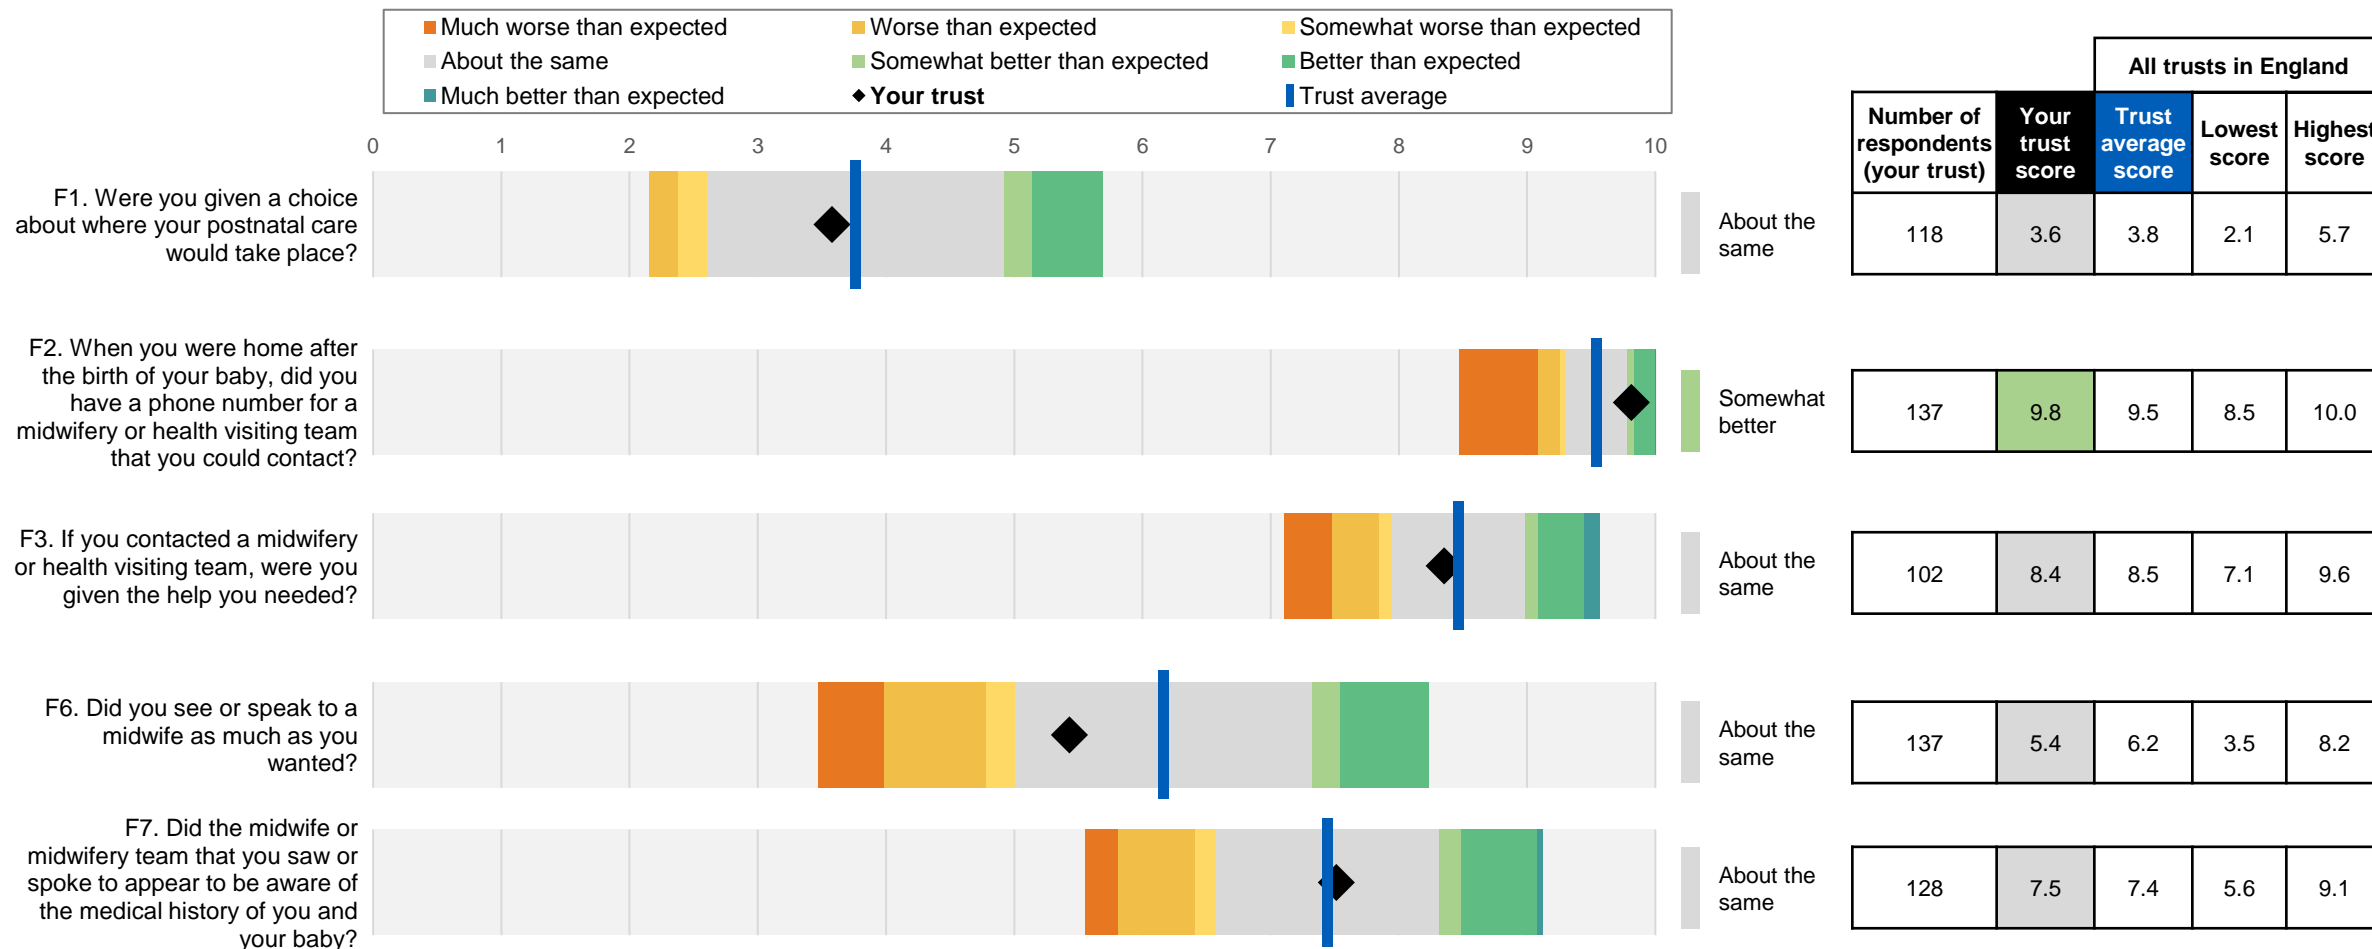 Much worse than expected
Worse than expected
Somewhat worse than expected
About the same
Somewhat better than expected
Better than expected
Much better than expected
Your trust
Trust average
All trusts in England
Number of
respondents
(your trust)
Your
trust
score
Trust
average
score
Lowest
score
Highest
score
0 1 2 3 4 5 6 7 8 9 10
F1. Were you given a choice
about where your postnatal care
would take place?
About the
same
118 3.6 3.8 2.1 5.7
F2. When you were home after
the birth of your baby, did you
have a phone number for a
midwifery or health visiting team
that you could contact?
Somewhat
better
137 9.8 9.5 8.5 10.0
F3. If you contacted a midwifery
or health visiting team, were you
given the help you needed?
About the
same
102 8.4 8.5 7.1 9.6
F6. Did you see or speak to a
midwife as much as you
wanted?
About the
same
137 5.4 6.2 3.5 8.2
F7. Did the midwife or
midwifery team that you saw or
spoke to appear to be aware of
the medical history of you and
your baby?
About the
same
128 7.5 7.4 5.6 9.1